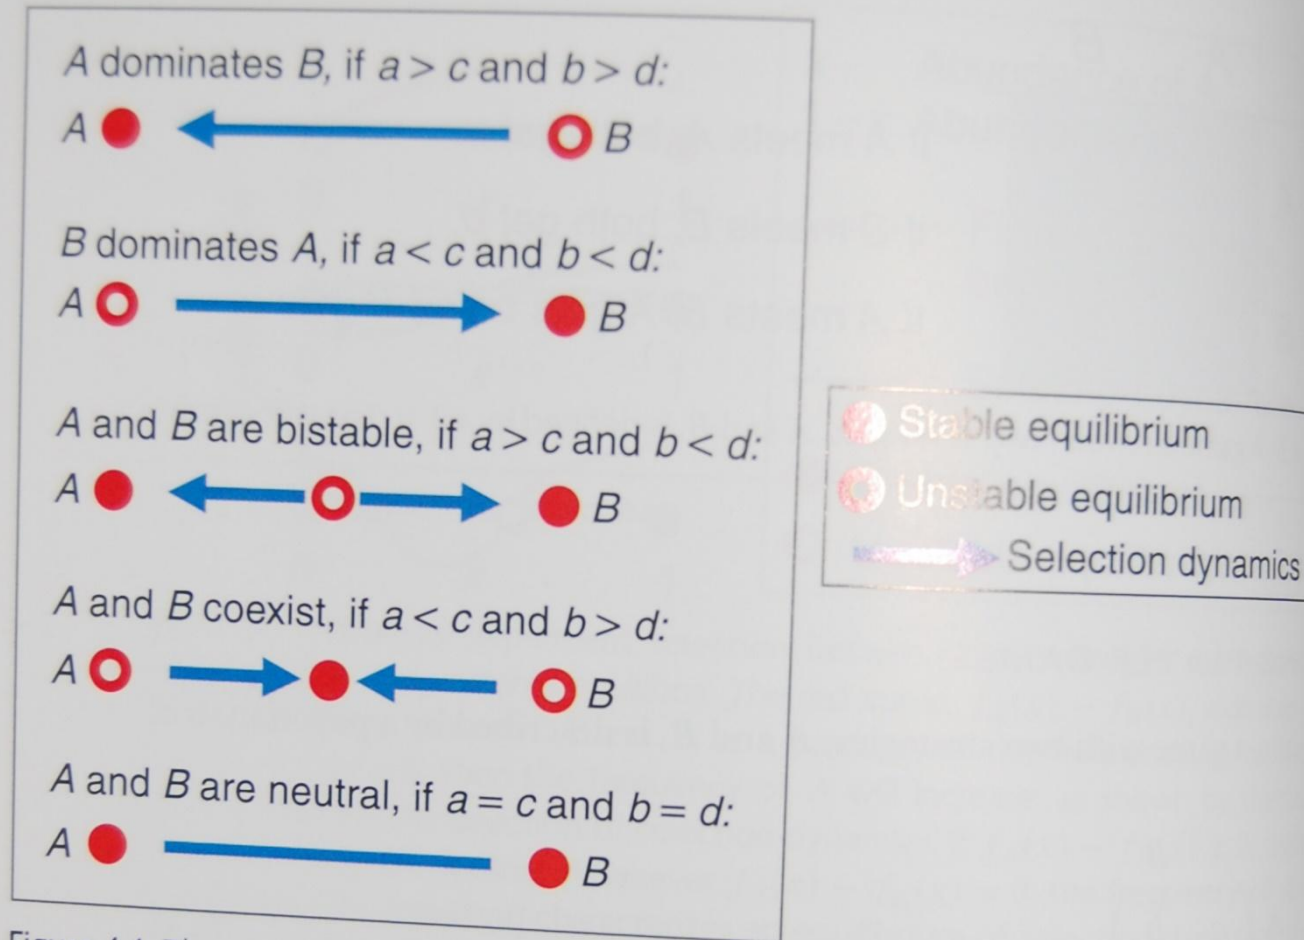 A dominates B, if a > c and b > d:
A B
B dominates A, if a < c and b < d:
A B
A and B are bistable, if a > c and b < d:
A B
A and B coexist, if a < c and b > d:
A B
A and B are neutral, if a = c and b = d:
A B
Stable equilibrium
Unstable equilibrium
Selection dynamics